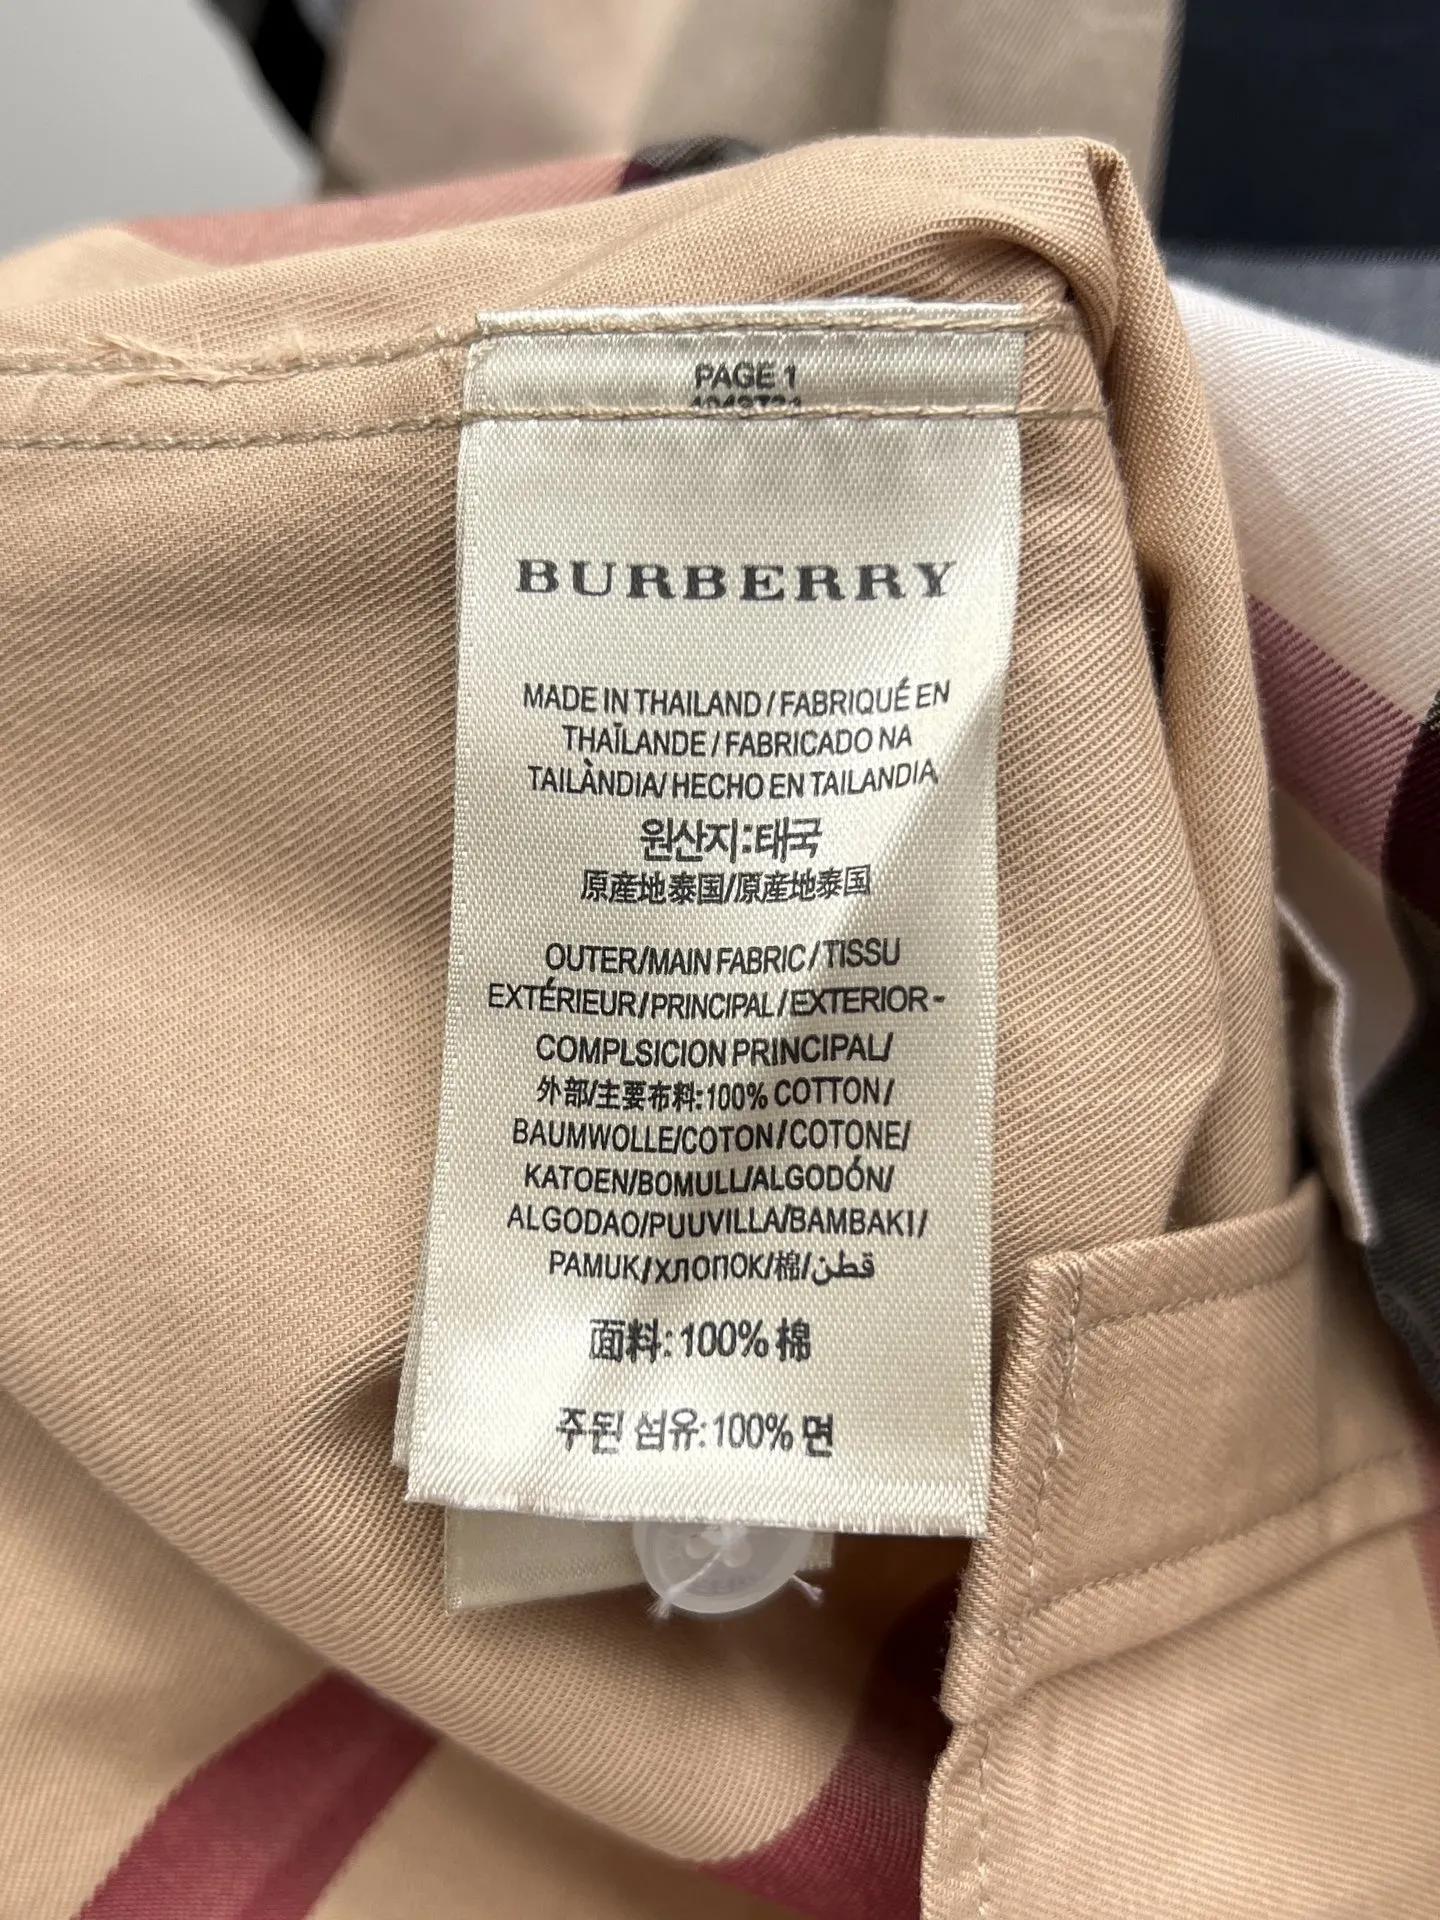 PAGE 1
4049721
BURBERRY
MADE IN THAILAND / FABRIQUÉ EN
THAÏLANDE / FABRICADO NA
TAILÀNDIA/ HECHO EN TAILANDIA
원산지:태국
原産地泰国/原産地泰国
OUTER/MAIN FABRIC / TISSU
EXTÉRIEUR/PRINCIPAL/EXTERIOR-
COMPLSICION PRINCIPAL/
外部/主要布料:100% COTTON /
BAUMWOLLE/COTON/COTONE/
KATOEN/BOMULL/ALGODÓN/
ALGODAO/PUUVILLA/BAMBAKI/
PAMUK/ХЛОПОК/棉/قطن
面料: 100% 棉
주된 섬유: 100% 면